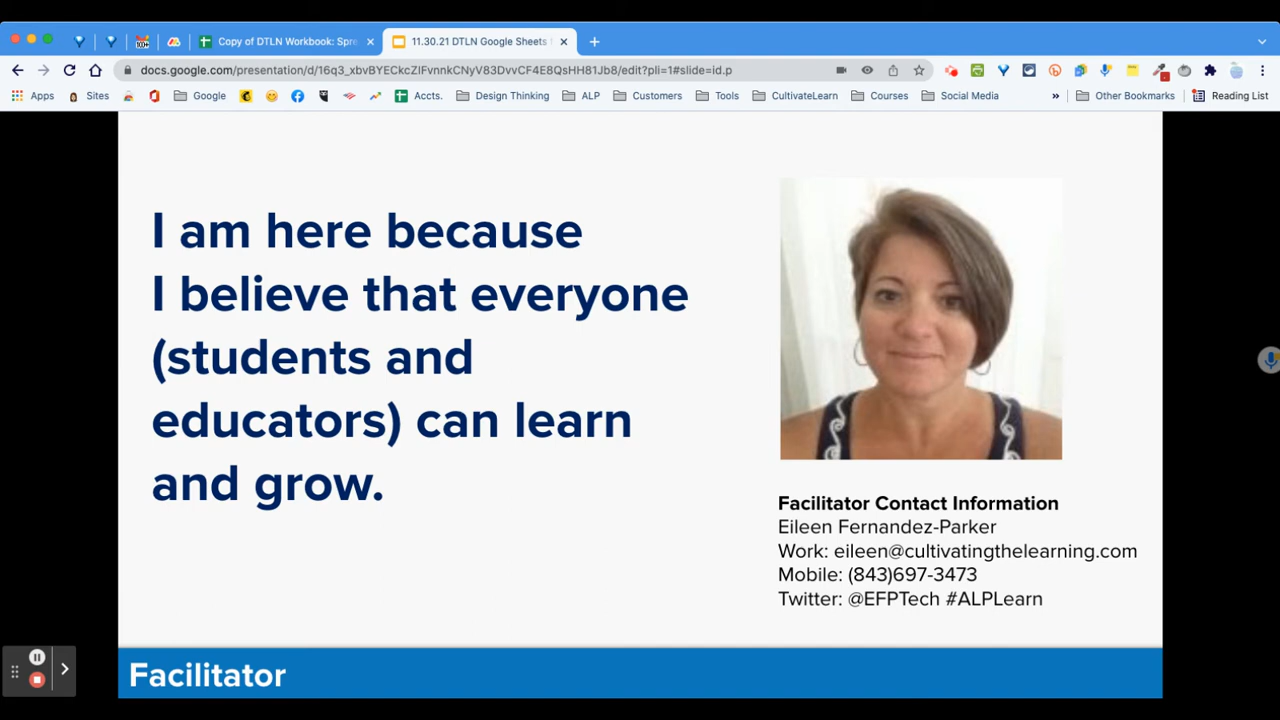 Copy of DTLN Workbook: Spre
11.30.21 DTLN Google Sheets
docs.google.com/presentation/d/16q3_xbvBYECkcZIFvnnkCNyV83DvvCF4E8QsHH81Jb8/edit?pli=1#slide=id.p
Apps Sites Google Accts. Design Thinking ALP Customers Tools CultivateLearn Courses Social Media » Other Bookmarks Reading List
I am here because
I believe that everyone
(students and
educators) can learn
and grow.
Facilitator Contact Information
Eileen Fernandez-Parker
Work: eileen@cultivatingthelearning.com
Mobile: (843)697-3473
Twitter: @EFPTech #ALPLearn
Facilitator